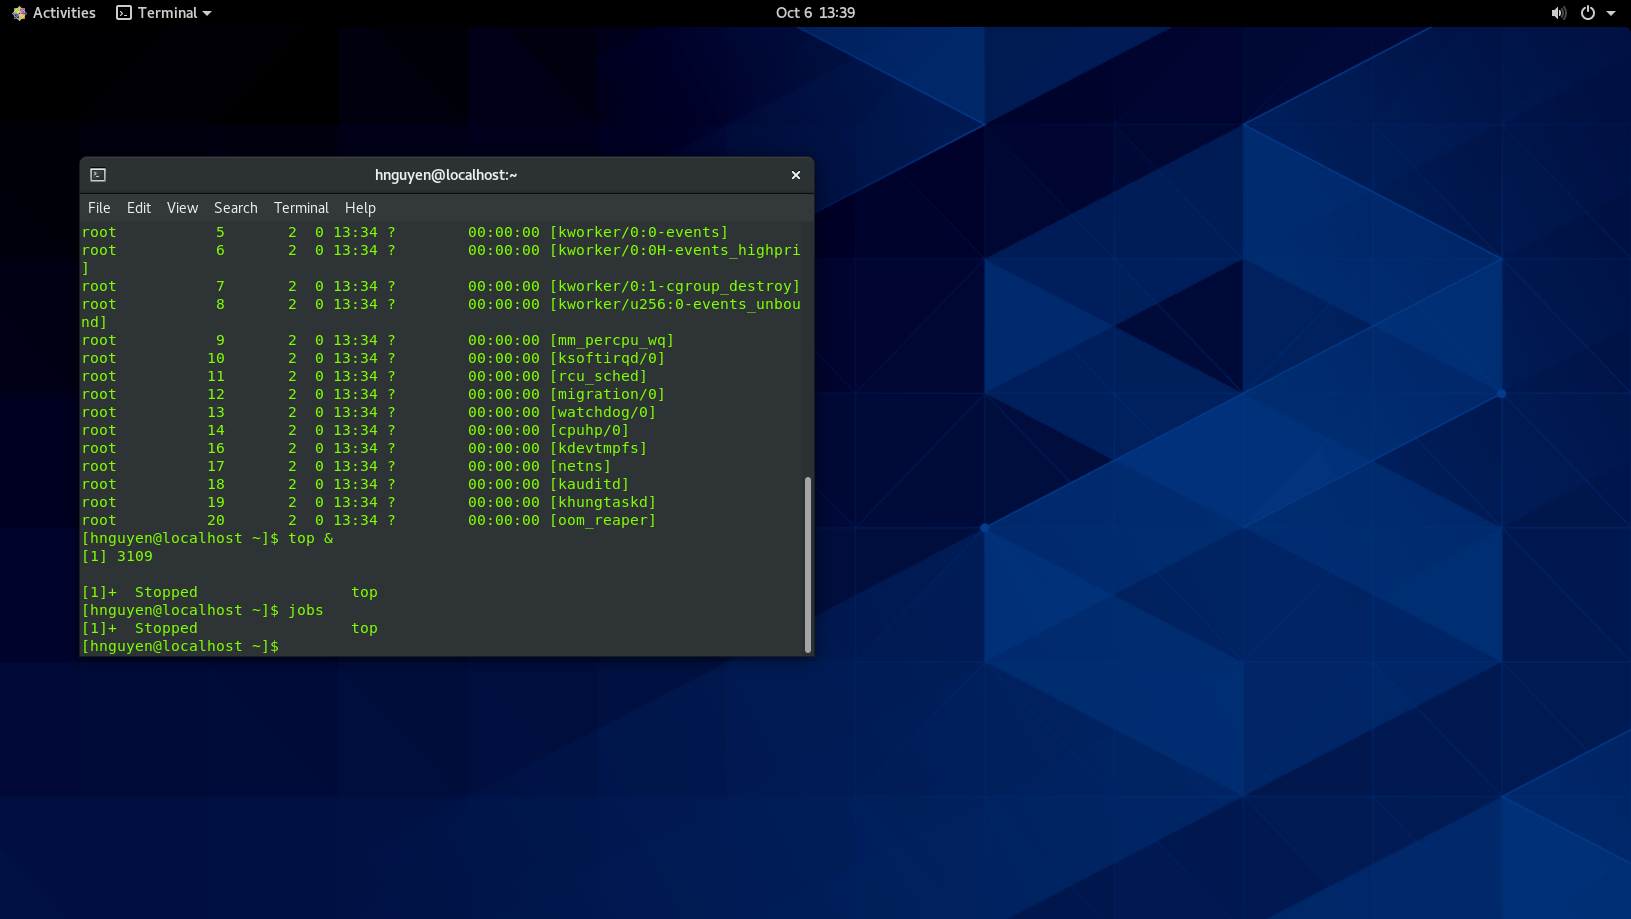 Activities Terminal Oct 6 13:39
hnguyen@localhost:~
File Edit View Search Terminal Help
root           5       2  0 13:34 ?        00:00:00 [kworker/0:0-events]
root           6       2  0 13:34 ?        00:00:00 [kworker/0:0H-events_highpri
]
root           7       2  0 13:34 ?        00:00:00 [kworker/0:1-cgroup_destroy]
root           8       2  0 13:34 ?        00:00:00 [kworker/u256:0-events_unbou
nd]
root           9       2  0 13:34 ?        00:00:00 [mm_percpu_wq]
root          10       2  0 13:34 ?        00:00:00 [ksoftirqd/0]
root          11       2  0 13:34 ?        00:00:00 [rcu_sched]
root          12       2  0 13:34 ?        00:00:00 [migration/0]
root          13       2  0 13:34 ?        00:00:00 [watchdog/0]
root          14       2  0 13:34 ?        00:00:00 [cpuhp/0]
root          16       2  0 13:34 ?        00:00:00 [kdevtmpfs]
root          17       2  0 13:34 ?        00:00:00 [netns]
root          18       2  0 13:34 ?        00:00:00 [kauditd]
root          19       2  0 13:34 ?        00:00:00 [khungtaskd]
root          20       2  0 13:34 ?        00:00:00 [oom_reaper]
[hnguyen@localhost ~]$ top &
[1] 3109
[1]+  Stopped                 top
[hnguyen@localhost ~]$ jobs
[1]+  Stopped                 top
[hnguyen@localhost ~]$